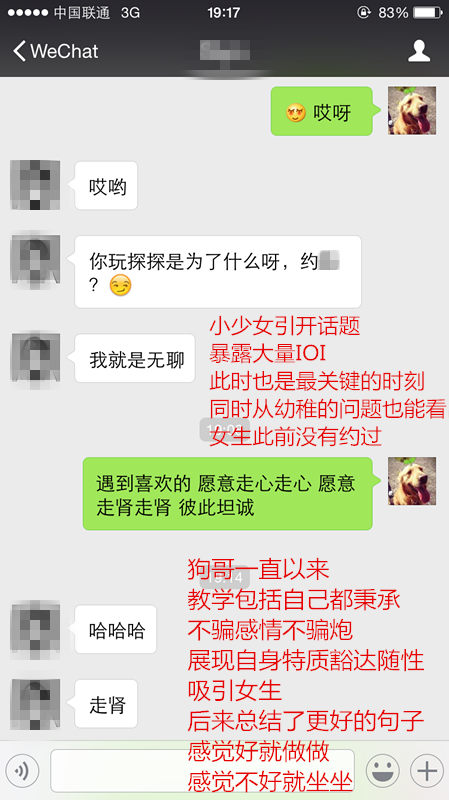 中国联通 3G 19:17 83%
WeChat
哎呀
哎哟
你玩探探是为了什么呀，约
？
小少女引开话题
我就是无聊
暴露大量IOI
此时也是最关键的时刻
同时从幼稚的问题也能看
女生此前没有约过
遇到喜欢的 愿意走心走心 愿意
走肾走肾 彼此坦诚
狗哥一直以来
19:14
教学包括自己都秉承
哈哈哈
不骗感情不骗炮
展现自身特质豁达随性
吸引女生
走肾
后来总结了更好的句子
感觉好就做做
感觉不好就坐坐